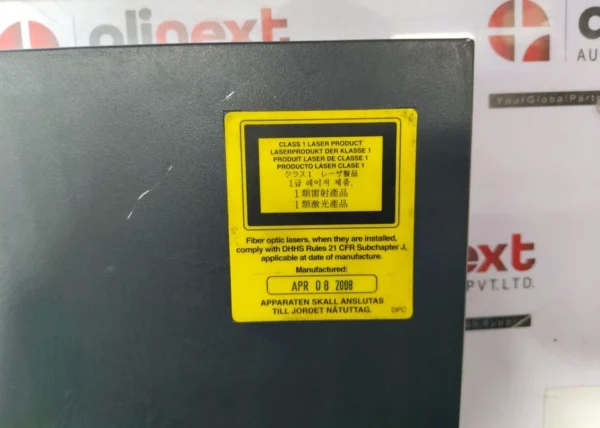 olinext
AU
YourGlobalPart
CLASS 1 LASER PRODUCT
LASERPRODUKT DER KLASSE 1
PRODUIT LASER DE CLASSE 1
PRODUCTO LASER CLASE 1
クラス1 レーザ製品
1급 레이저 제품.
1類雷射產品
1類激光產品
Fiber optic lasers, when they are installed,
comply with DHHS Rules 21 CFR Subchapter J,
applicable at date of manufacture.
Manufactured:
APR 08 2008
APPARATEN SKALL ANSLUTAS
TILL JORDET NÄTUTTAG.
DPC
ext
PVT.LTD.